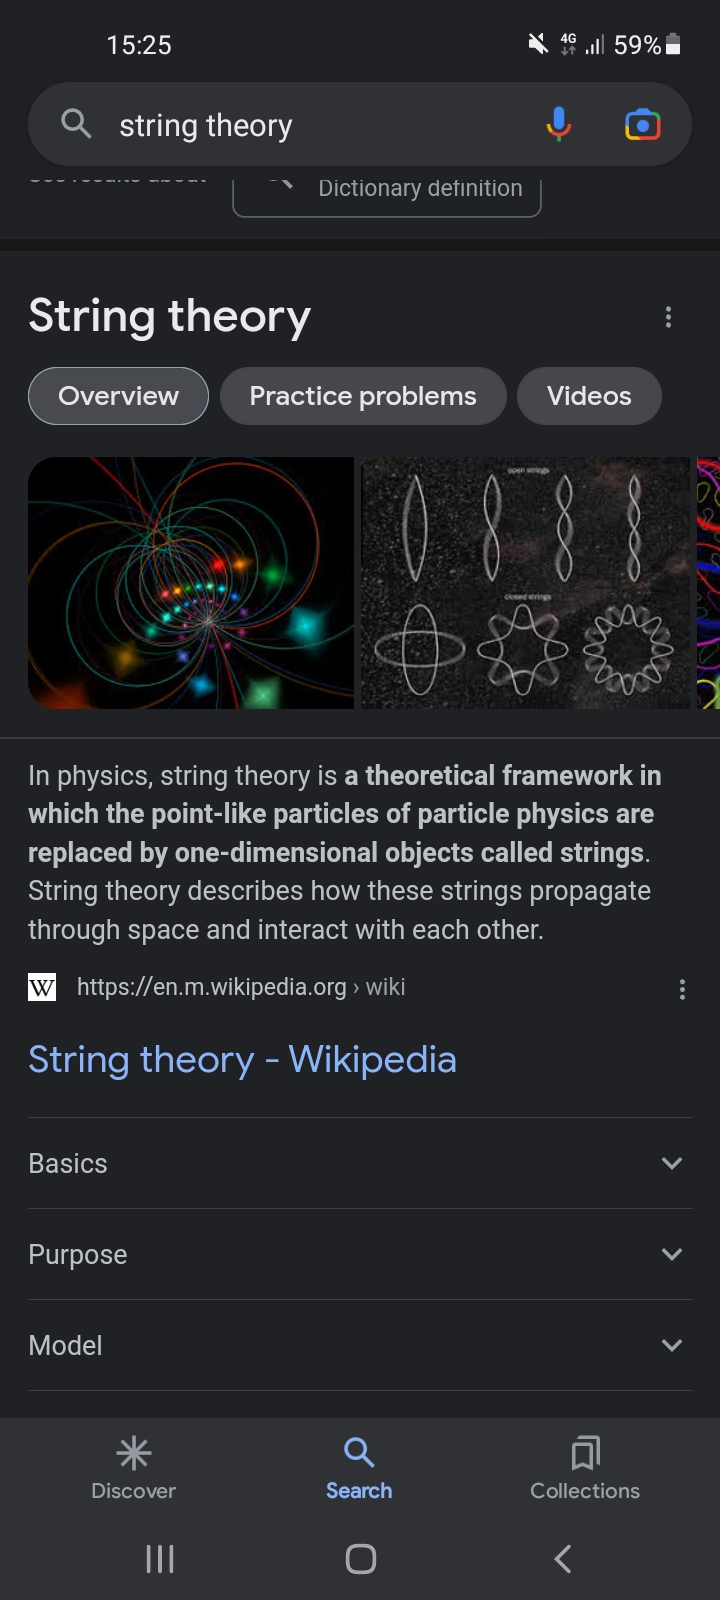 15:25
4G
59%
string theory
See results about
Dictionary definition
String theory
Overview
Practice problems
Videos
open strings
closed strings
In physics, string theory is a theoretical framework in
which the point-like particles of particle physics are
replaced by one-dimensional objects called strings.
String theory describes how these strings propagate
through space and interact with each other.
W
https://en.m.wikipedia.org › wiki
String theory - Wikipedia
Basics
Purpose
Model
Discover
Search
Collections